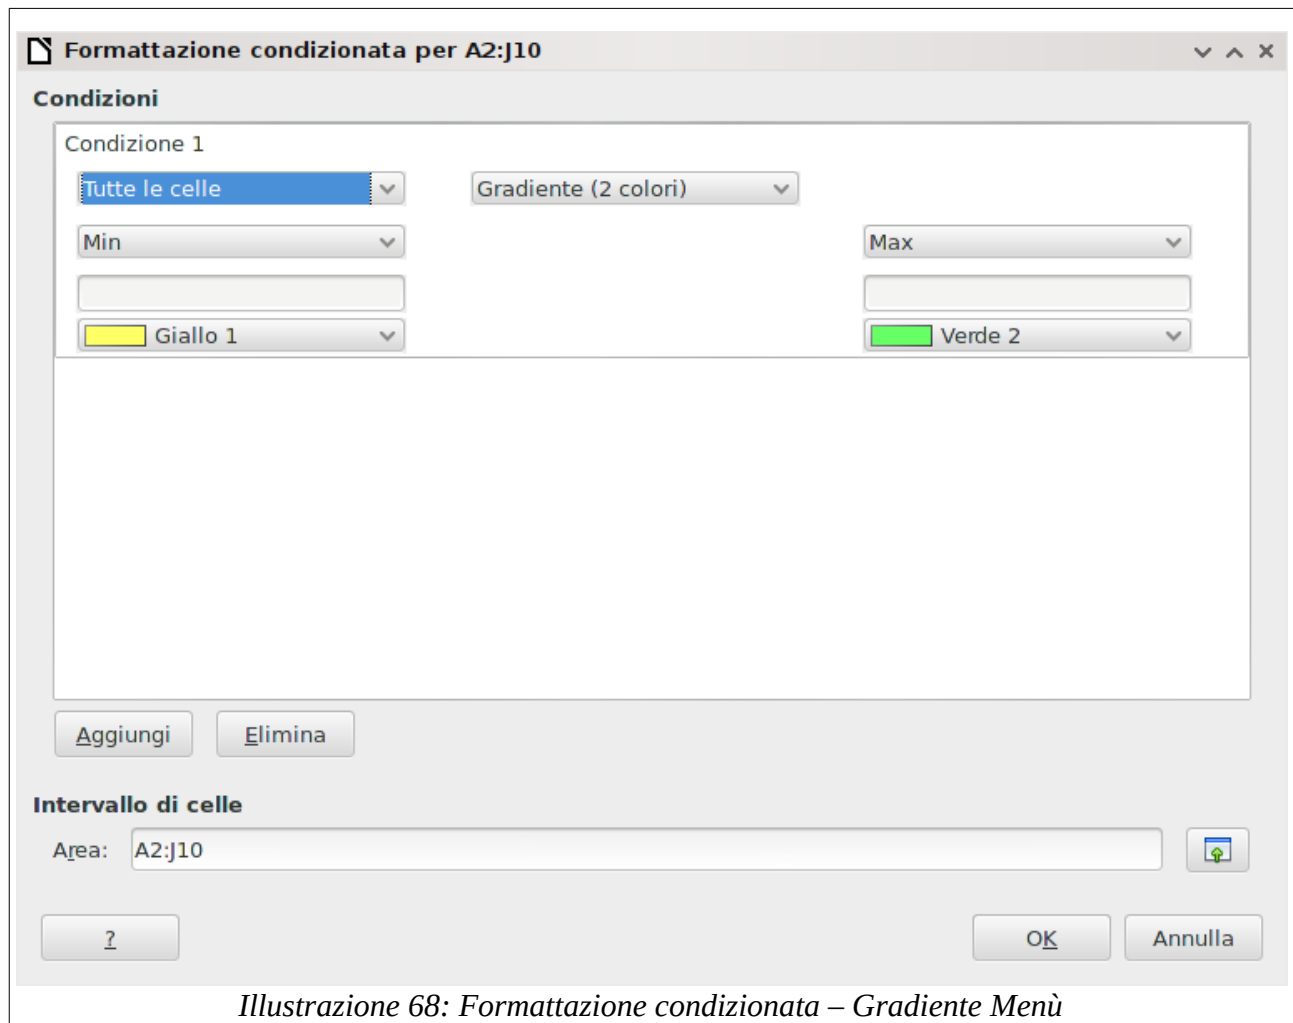 Formattazione condizionata per A2:J10
Condizioni
Condizione 1
Tutte le celle Gradiente (2 colori)
Min Max
Giallo 1 Verde 2
Aggiungi Elimina
Intervallo di celle
Area: A2:J10
? OK Annulla
Illustrazione 68: Formattazione condizionata – Gradiente Menù